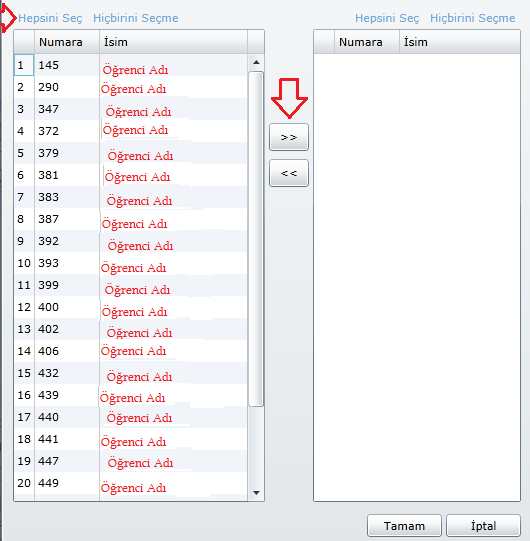 Hepsini Seç Hiçbirini Seçme Hepsini Seç Hiçbirini Seçme
Numara İsim Numara İsim
1 145 Öğrenci Adı
2 290 Öğrenci Adı
3 347 Öğrenci Adı
4 372 Öğrenci Adı
>>
5 379 Öğrenci Adı
6 381 Öğrenci Adı
<<
7 383 Öğrenci Adı
8 387 Öğrenci Adı
9 392 Öğrenci Adı
10 393 Öğrenci Adı
11 399 Öğrenci Adı
12 400 Öğrenci Adı
13 402 Öğrenci Adı
14 406 Öğrenci Adı
15 432 Öğrenci Adı
16 439 Öğrenci Adı
17 440 Öğrenci Adı
18 441 Öğrenci Adı
19 447 Öğrenci Adı
20 449 Öğrenci Adı
Tamam İptal